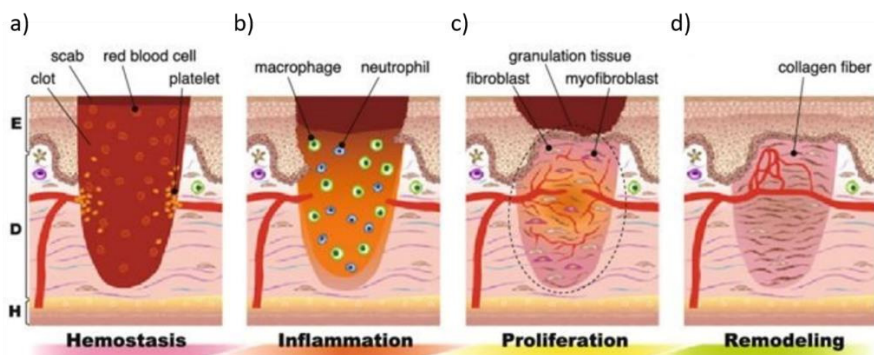 a)
scab
red blood cell
clot
platelet
b)
macrophage
neutrophil
c)
granulation tissue
fibroblast
myofibroblast
d)
collagen fiber
E
D
H
Hemostasis
Inflammation
Proliferation
Remodeling